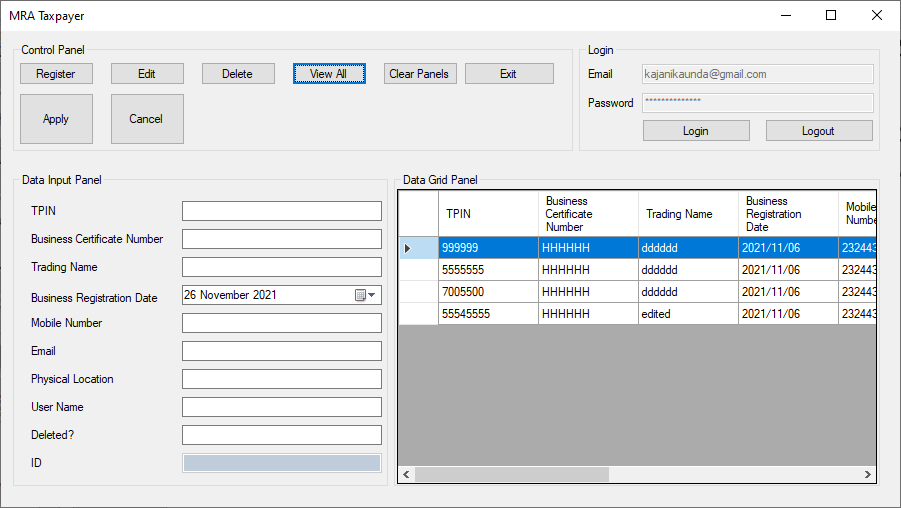 MRA Taxpayer
Control Panel
Register Edit Delete View All Clear Panels Exit
Apply Cancel
Login
Email kajanikaunda@gmail.com
Password **************
Login Logout
Data Input Panel
TPIN
Business Certificate Number
Trading Name
Business Registration Date 26 November 2021
Mobile Number
Email
Physical Location
User Name
Deleted?
ID
Data Grid Panel
TPIN Business Certificate Number Trading Name Business Registration Date Mobile Numbe
999999 HHHHHH dddddd 2021/11/06 232443
5555555 HHHHHH dddddd 2021/11/06 232443
7005500 HHHHHH dddddd 2021/11/06 232443
55545555 HHHHHH edited 2021/11/06 232443